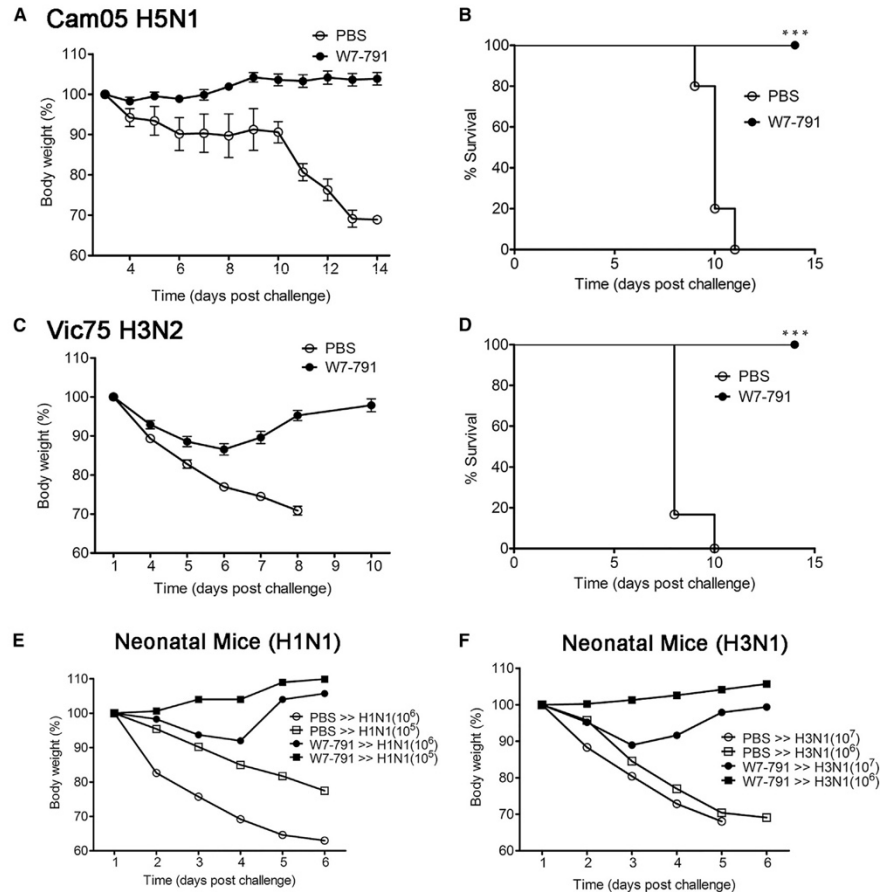 A
Cam05 H5N1
PBS
W7-791
Body weight (%)
110
100
90
80
70
60
4
6
8
10
12
14
Time (days post challenge)
B
***
PBS
W7-791
% Survival
100
80
60
40
20
0
0
5
10
15
Time (days post challenge)
C
Vic75 H3N2
PBS
W7-791
Body weight (%)
110
100
90
80
70
60
1
4
5
6
7
8
9
10
Time (days post challenge)
D
***
PBS
W7-791
% Survival
100
80
60
40
20
0
0
5
10
15
Time (days post challenge)
E
Neonatal Mice (H1N1)
PBS >> H1N1(10⁶)
PBS >> H1N1(10⁵)
W7-791 >> H1N1(10⁶)
W7-791 >> H1N1(10⁵)
Body weight (%)
110
100
90
80
70
60
1
2
3
4
5
6
Time (days post challenge)
F
Neonatal Mice (H3N1)
PBS >> H3N1(10⁷)
PBS >> H3N1(10⁶)
W7-791 >> H3N1(10⁷)
W7-791 >> H3N1(10⁶)
Body weight (%)
110
100
90
80
70
60
1
2
3
4
5
6
Time (days post challenge)